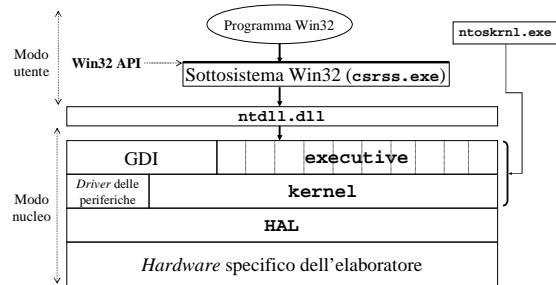 Programma Win32
Modo
utente
Win32 API
ntoskrnl.exe
Sottosistema Win32 (csrss.exe)
ntdll.dll
GDI
executive
Driver delle
periferiche
kernel
Modo
nucleo
HAL
Hardware specifico dell'elaboratore